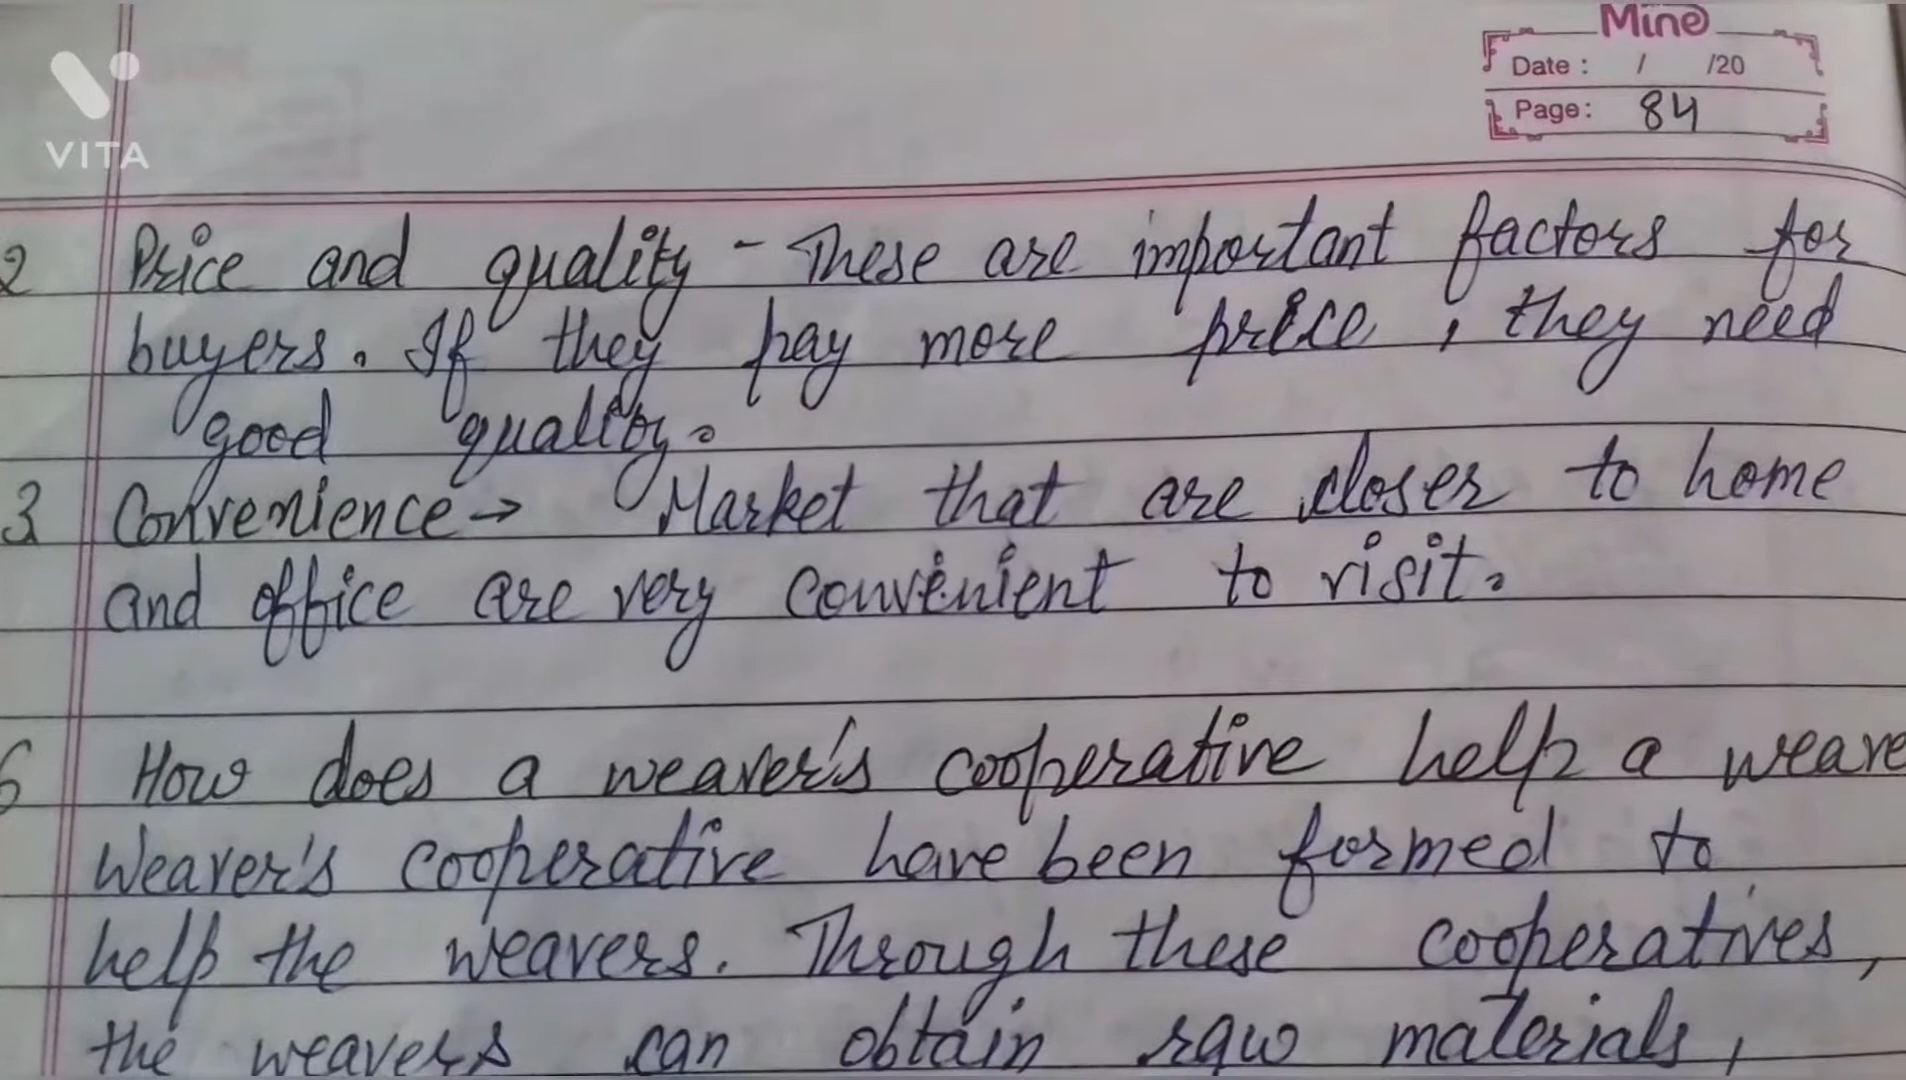 Mine
Date : / /20
Page: 84
VITA
2 Price and quality - These are important factors for
buyers. If they pay more price, they need
good quality.
3 Convenience → Market that are closer to home
and office are very convenient to visit.
6 How does a weaver's cooperative help a weave
Weaver's cooperative have been formed to
help the weavers. Through these cooperatives,
the weavers can obtain raw materials,